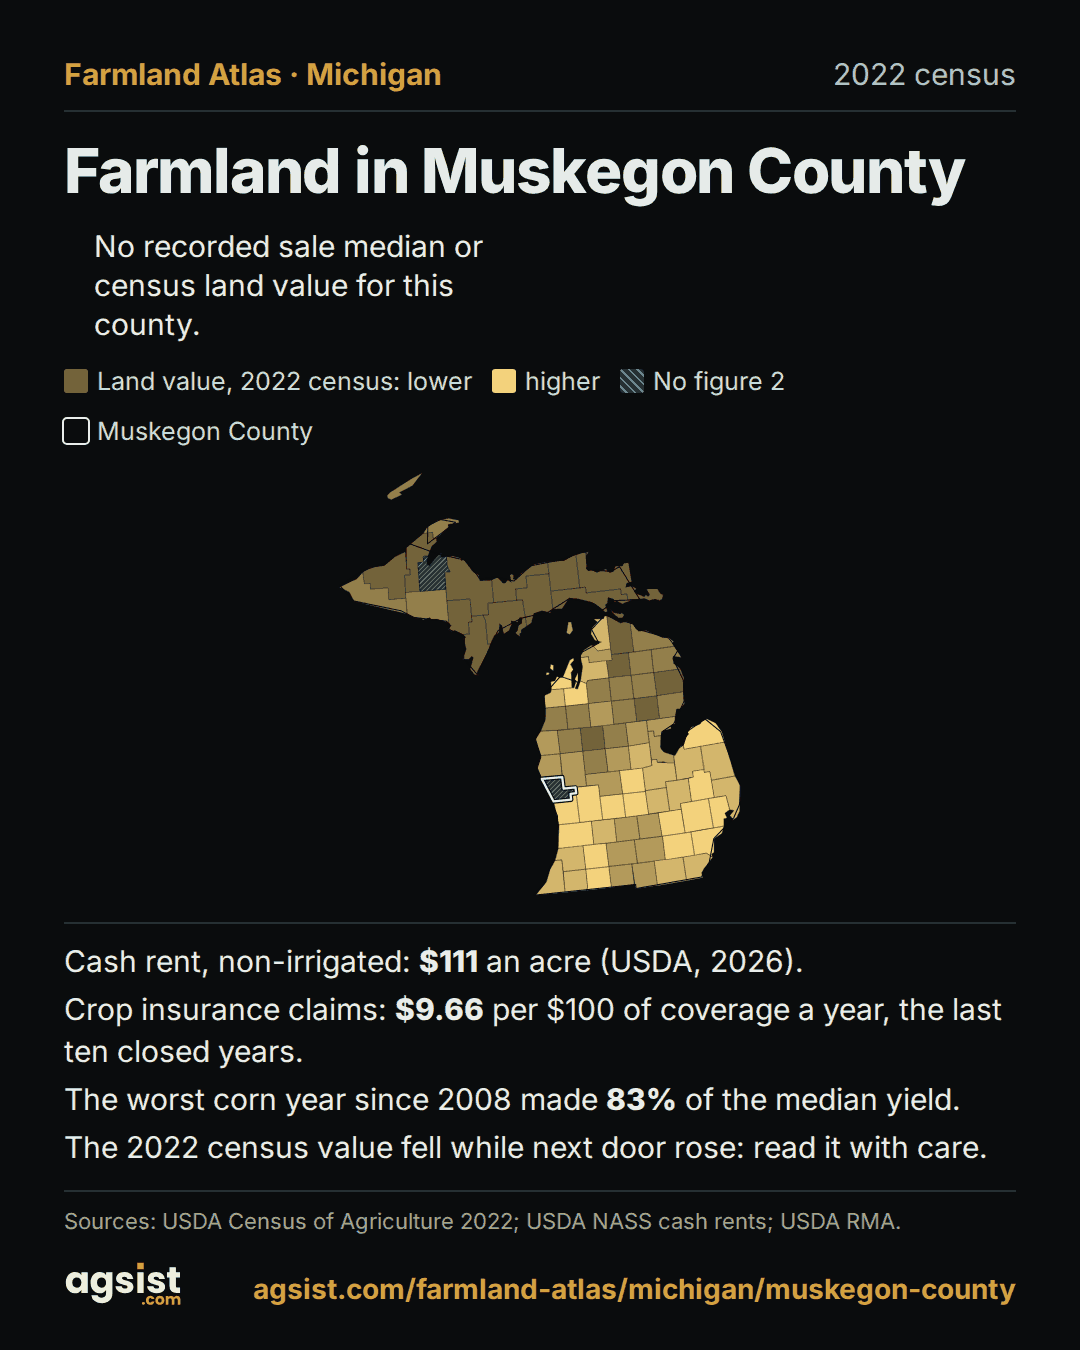 Farmland Atlas · Michigan
2022 census
Farmland in Muskegon County
No recorded sale median or
census land value for this
county.
Land value, 2022 census: lower
higher
No figure 2
Muskegon County
Cash rent, non-irrigated: $111 an acre (USDA, 2026).
Crop insurance claims: $9.66 per $100 of coverage a year, the last
ten closed years.
The worst corn year since 2008 made 83% of the median yield.
The 2022 census value fell while next door rose: read it with care.
Sources: USDA Census of Agriculture 2022; USDA NASS cash rents; USDA RMA.
agsist
.com
agsist.com/farmland-atlas/michigan/muskegon-county